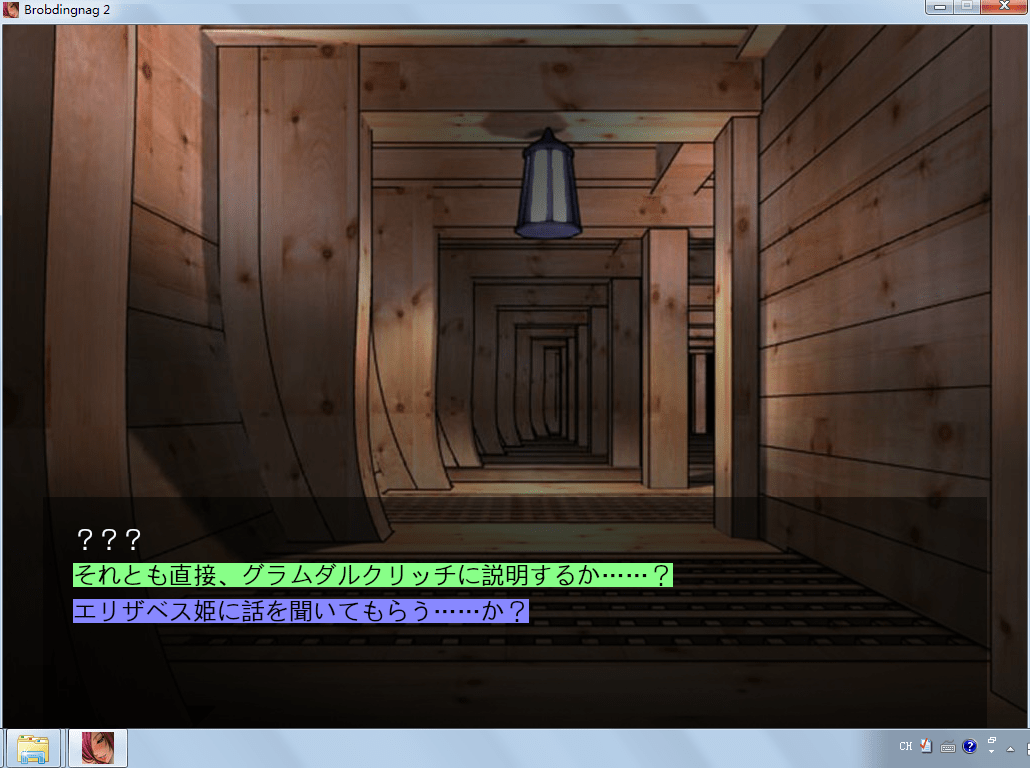 Brobdingnag 2
？？？
それとも直接、グラムダルクリッチに説明するか……？
エリザベス姫に話を聞いてもらう……か？
CH